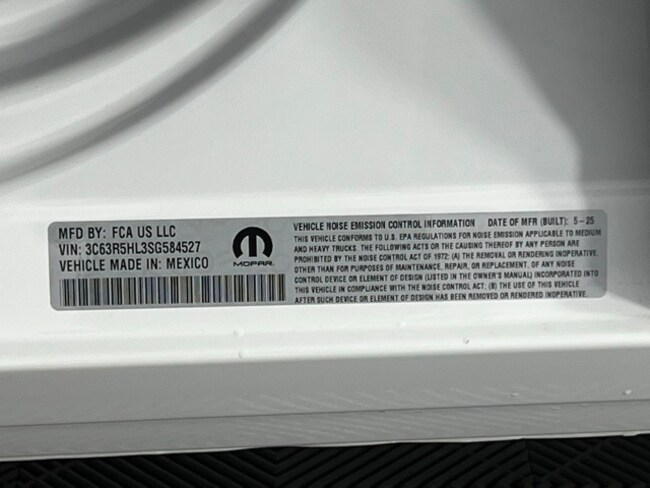 MFD BY: FCA US LLC
VIN: 3C63R5HL3SG584527
VEHICLE MADE IN: MEXICO
MOPAR
VEHICLE NOISE EMISSION CONTROL INFORMATION DATE OF MFR (BUILT): 5-25
THIS VEHICLE CONFORMS TO U.S. EPA REGULATIONS FOR NOISE EMISSION APPLICABLE TO MEDIUM
AND HEAVY TRUCKS. THE FOLLOWING ACTS OR THE CAUSING THEREOF BY ANY PERSON ARE
PROHIBITED BY THE NOISE CONTROL ACT OF 1972: (A) THE REMOVAL OR RENDERING INOPERATIVE,
OTHER THAN FOR PURPOSES OF MAINTENANCE, REPAIR, OR REPLACEMENT, OF ANY NOISE
CONTROL DEVICE OR ELEMENT OF DESIGN (LISTED IN THE OWNER'S MANUAL) INCORPORATED INTO
THIS VEHICLE IN COMPLIANCE WITH THE NOISE CONTROL ACT; (B) THE USE OF THIS VEHICLE
AFTER SUCH DEVICE OR ELEMENT OF DESIGN HAS BEEN REMOVED OR RENDERED INOPERATIVE.